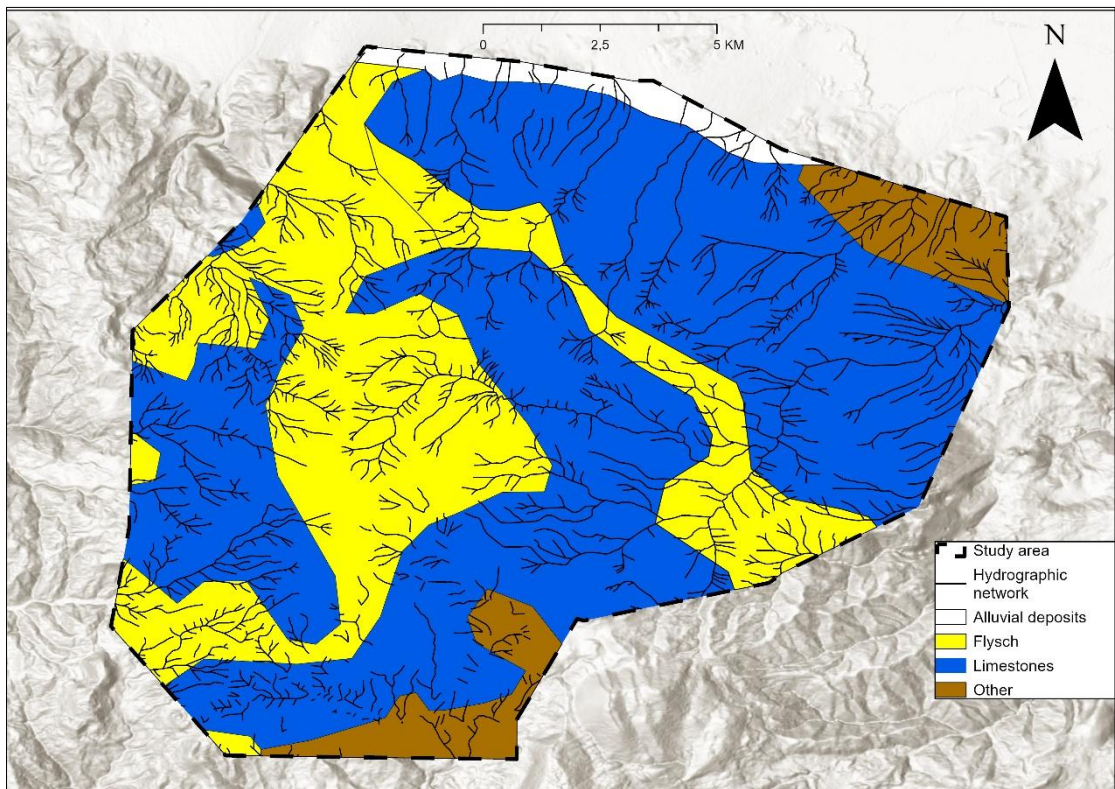 0 2,5 5 KM
N
Study area
Hydrographic
network
Alluvial deposits
Flysch
Limestones
Other